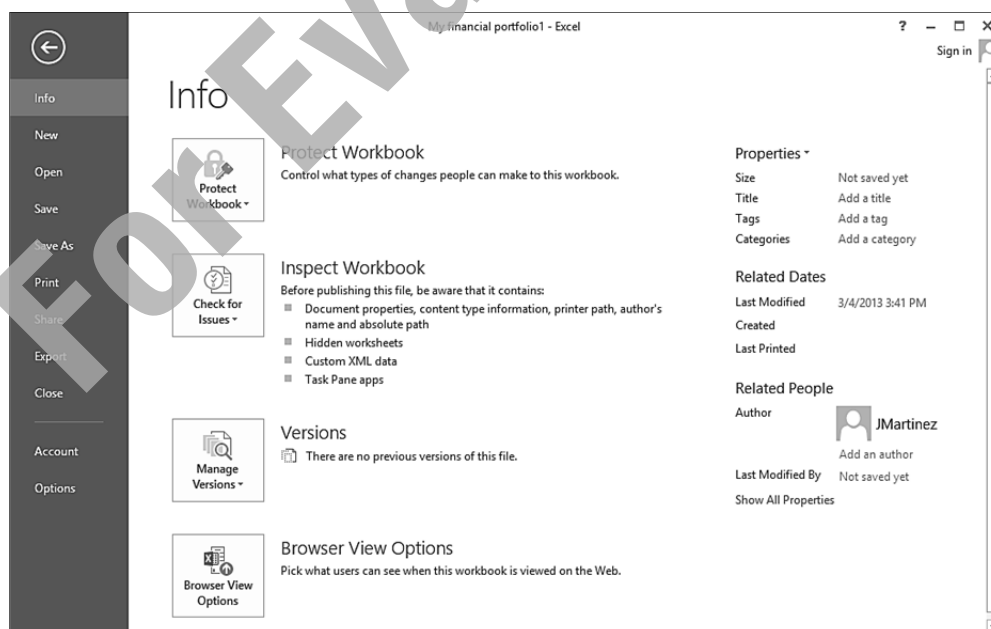 My financial portfolio1 - Excel
?
Sign in
Info
New
Open
Save
Save As
Print
Share
Export
Close
Account
Options
Info
Protect Workbook
Protect Workbook
Control what types of changes people can make to this workbook.
Check for Issues
Inspect Workbook
Before publishing this file, be aware that it contains:
Document properties, content type information, printer path, author's
name and absolute path
Hidden worksheets
Custom XML data
Task Pane apps
Manage Versions
Versions
There are no previous versions of this file.
Browser View Options
Browser View Options
Pick what users can see when this workbook is viewed on the Web.
Properties
Size Not saved yet
Title Add a title
Tags Add a tag
Categories Add a category
Related Dates
Last Modified 3/4/2013 3:41 PM
Created
Last Printed
Related People
Author JMartinez
Add an author
Last Modified By Not saved yet
Show All Properties
For Eva